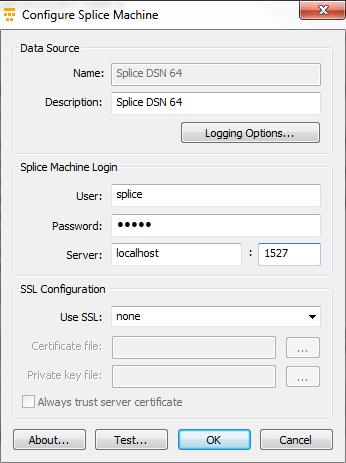 Configure Splice Machine
Data Source
Name: Splice DSN 64
Description: Splice DSN 64
Logging Options...
Splice Machine Login
User: splice
Password: •••••
Server: localhost : 1527
SSL Configuration
Use SSL: none
Certificate file: ...
Private key file: ...
Always trust server certificate
About... Test... OK Cancel